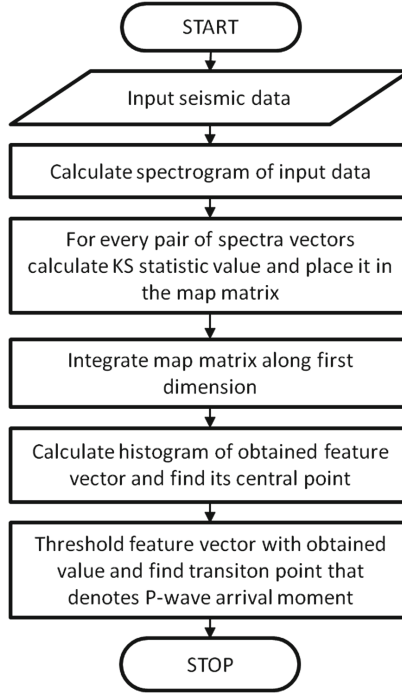 START
Input seismic data
Calculate spectrogram of input data
For every pair of spectra vectors
calculate KS statistic value and place it in
the map matrix
Integrate map matrix along first
dimension
Calculate histogram of obtained feature
vector and find its central point
Threshold feature vector with obtained
value and find transiton point that
denotes P-wave arrival moment
STOP